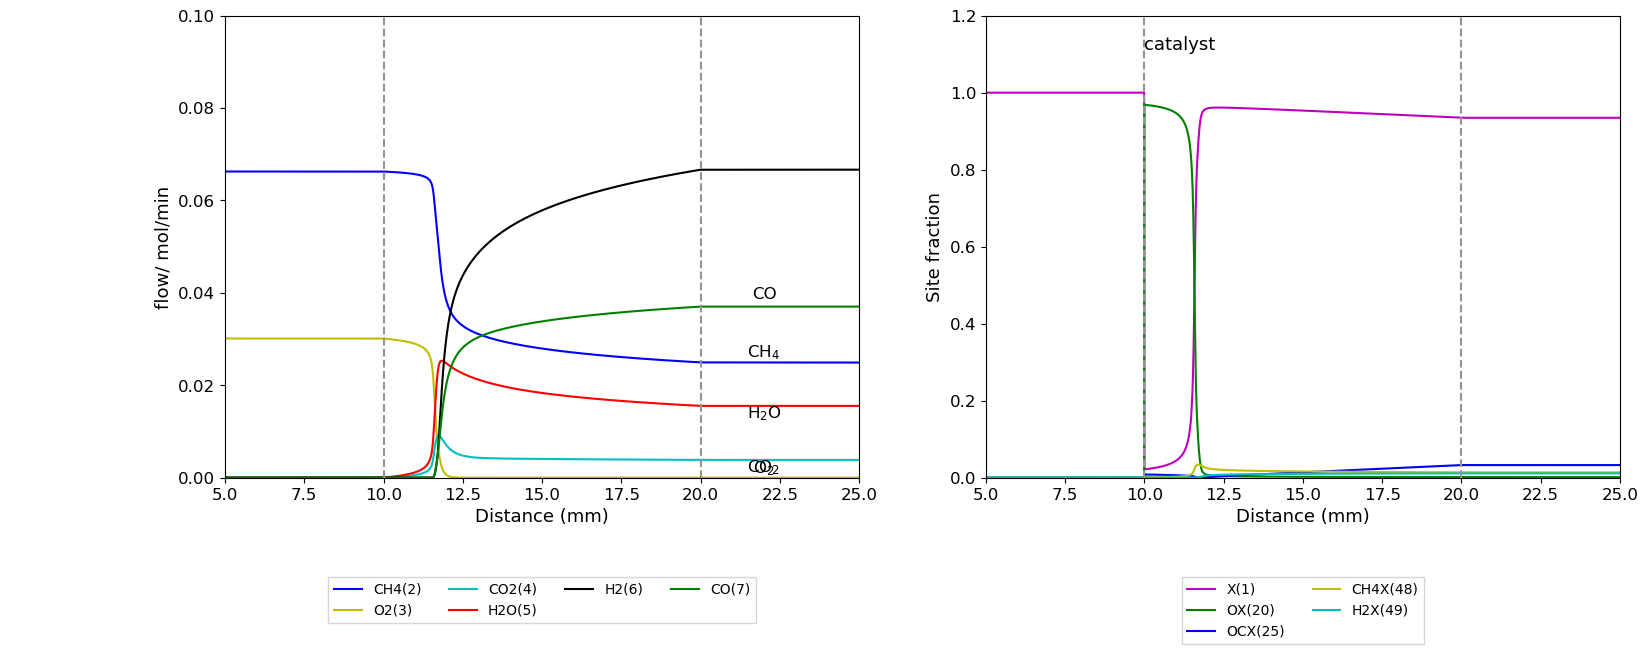 0.10
0.08
0.06
0.04
0.02
0.00
flow/ mol/min
5.0 7.5 10.0 12.5 15.0 17.5 20.0 22.5 25.0
Distance (mm)
CO
CH₄
H₂O
CO₂
O₂
CH4(2) CO2(4) H2(6) CO(7)
O2(3) H2O(5)
1.2
1.0
0.8
0.6
0.4
0.2
0.0
Site fraction
catalyst
5.0 7.5 10.0 12.5 15.0 17.5 20.0 22.5 25.0
Distance (mm)
X(1) CH4X(48)
OX(20) H2X(49)
OCX(25)